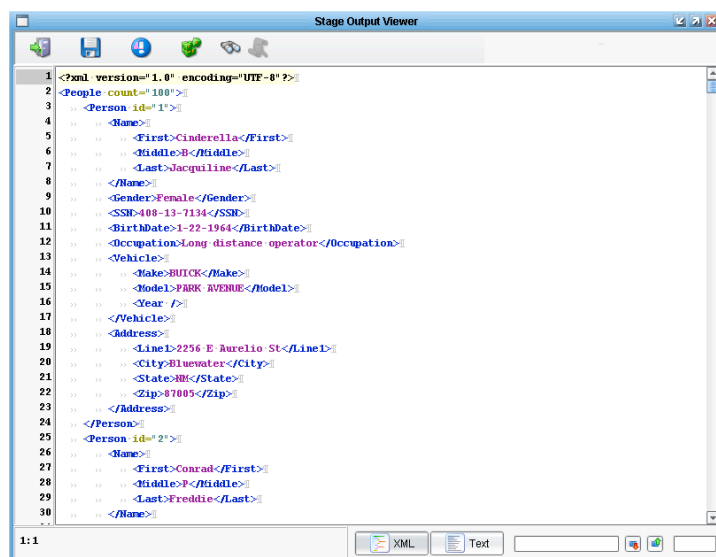 Stage Output Viewer
1 <?xml version="1.0" encoding="UTF-8"?>
2 <People count="100">
3 <Person id="1">
4 <Name>
5 <First>Cinderella</First>
6 <Middle>B</Middle>
7 <Last>Jacquiline</Last>
8 </Name>
9 <Gender>Female</Gender>
10 <SSN>408-13-7134</SSN>
11 <BirthDate>1-22-1964</BirthDate>
12 <Occupation>Long distance operator</Occupation>
13 <Vehicle>
14 <Make>BUICK</Make>
15 <Model>PARK AVENUE</Model>
16 <Year />
17 </Vehicle>
18 <Address>
19 <Line1>2256 E Aurelio St</Line1>
20 <City>Bluewater</City>
21 <State>NM</State>
22 <Zip>87005</Zip>
23 </Address>
24 </Person>
25 <Person id="2">
26 <Name>
27 <First>Conrad</First>
28 <Middle>P</Middle>
29 <Last>Freddie</Last>
30 </Name>
1:1 XML Text